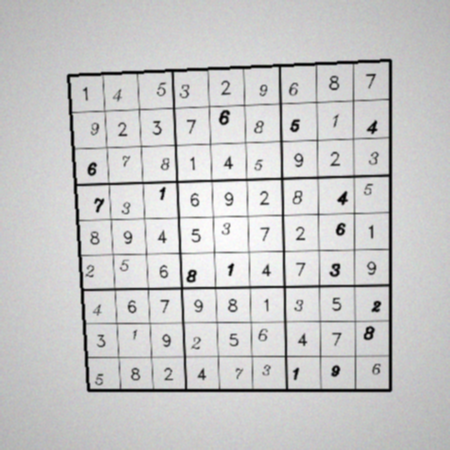 1 4 5 3 2 9 6 8 7
9 2 3 7 6 8 5 1 4
6 7 8 1 4 5 9 2 3
7 3 1 6 9 2 8 4 5
8 9 4 5 3 7 2 6 1
2 5 6 8 1 4 7 3 9
4 6 7 9 8 1 3 5 2
3 1 9 2 5 6 4 7 8
5 8 2 4 7 3 1 9 6